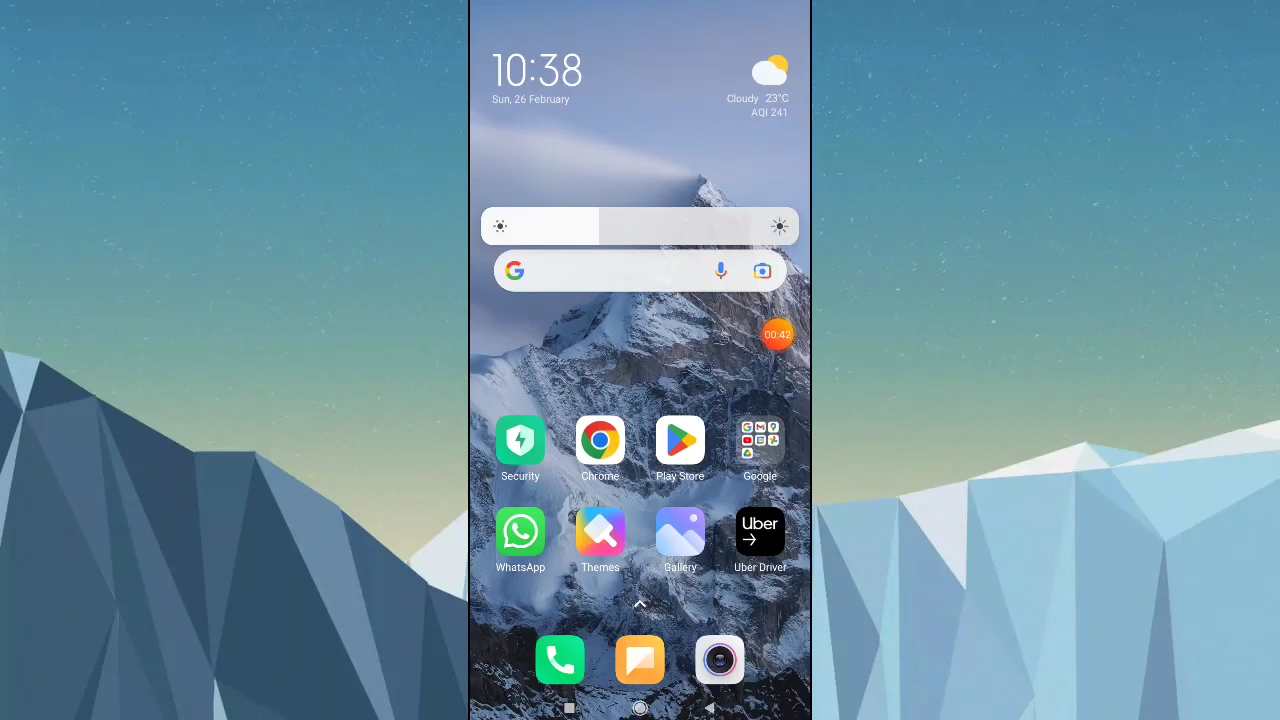 10:38
Sun, 26 February
Cloudy 23°C
AQI 241
00:42
Security
Chrome
Play Store
Google
Uber
WhatsApp
Themes
Gallery
Uber Driver